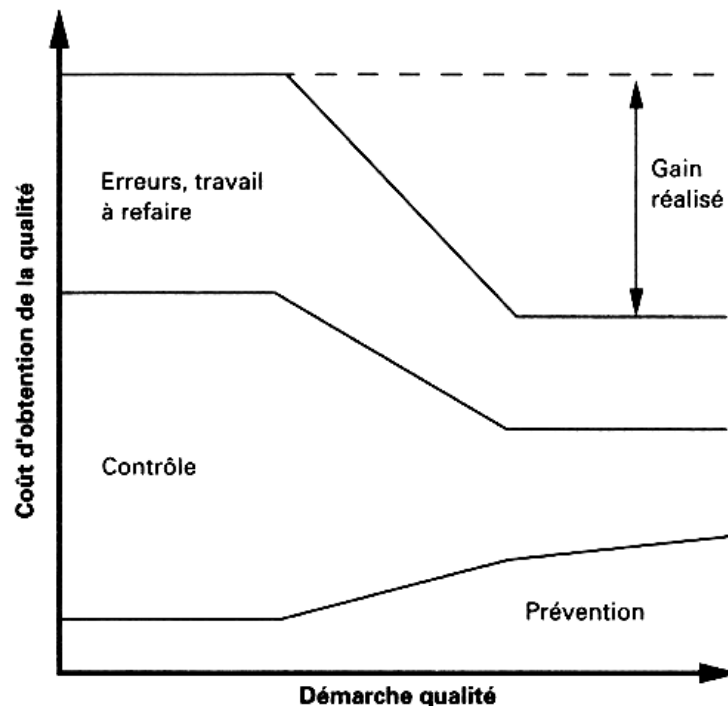 Coût d'obtention de la qualité
Erreurs, travail
à refaire
Gain
réalisé
Contrôle
Prévention
Démarche qualité